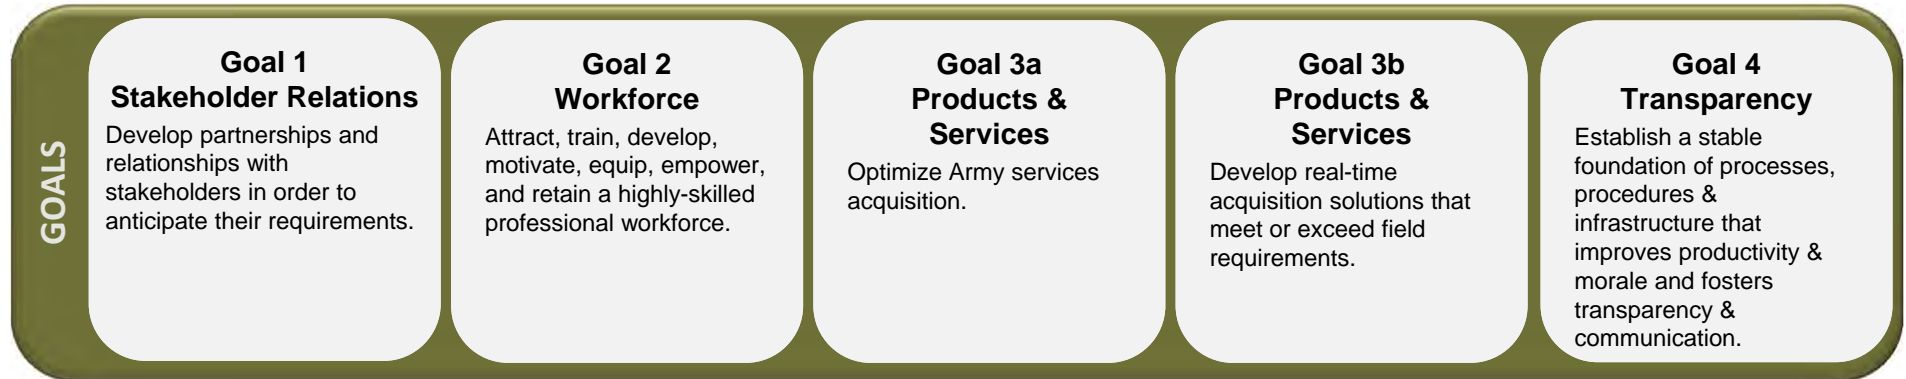 GOALS
Goal 1
Stakeholder Relations
Develop partnerships and
relationships with
stakeholders in order to
anticipate their requirements.
Goal 2
Workforce
Attract, train, develop,
motivate, equip, empower,
and retain a highly-skilled
professional workforce.
Goal 3a
Products &
Services
Optimize Army services
acquisition.
Goal 3b
Products &
Services
Develop real-time
acquisition solutions that
meet or exceed field
requirements.
Goal 4
Transparency
Establish a stable
foundation of processes,
procedures &
infrastructure that
improves productivity &
morale and fosters
transparency &
communication.